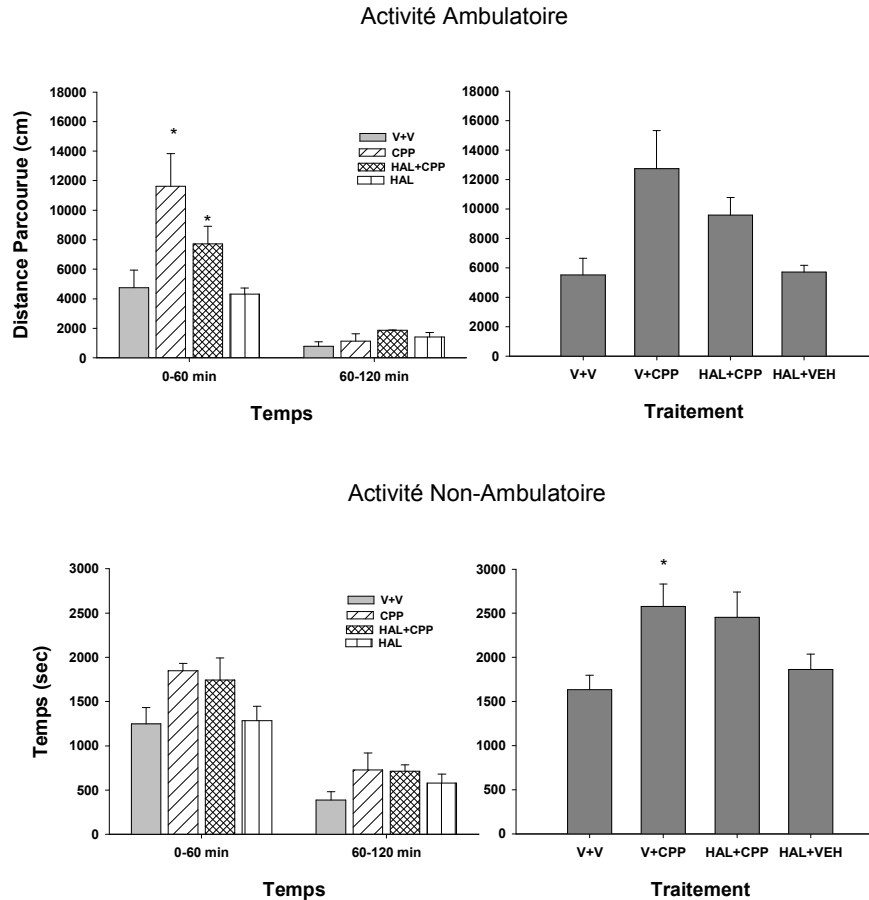 Activité Ambulatoire
Distance Parcourue (cm)
18000
16000
14000
12000
10000
8000
6000
4000
2000
0
*
*
V+V
CPP
HAL+CPP
HAL
0-60 min
60-120 min
Temps
18000
16000
14000
12000
10000
8000
6000
4000
2000
0
V+V
V+CPP
HAL+CPP
HAL+VEH
Traitement
Activité Non-Ambulatoire
Temps (sec)
3000
2500
2000
1500
1000
500
0
V+V
CPP
HAL+CPP
HAL
0-60 min
60-120 min
Temps
3000
2500
2000
1500
1000
500
0
*
V+V
V+CPP
HAL+CPP
HAL+VEH
Traitement